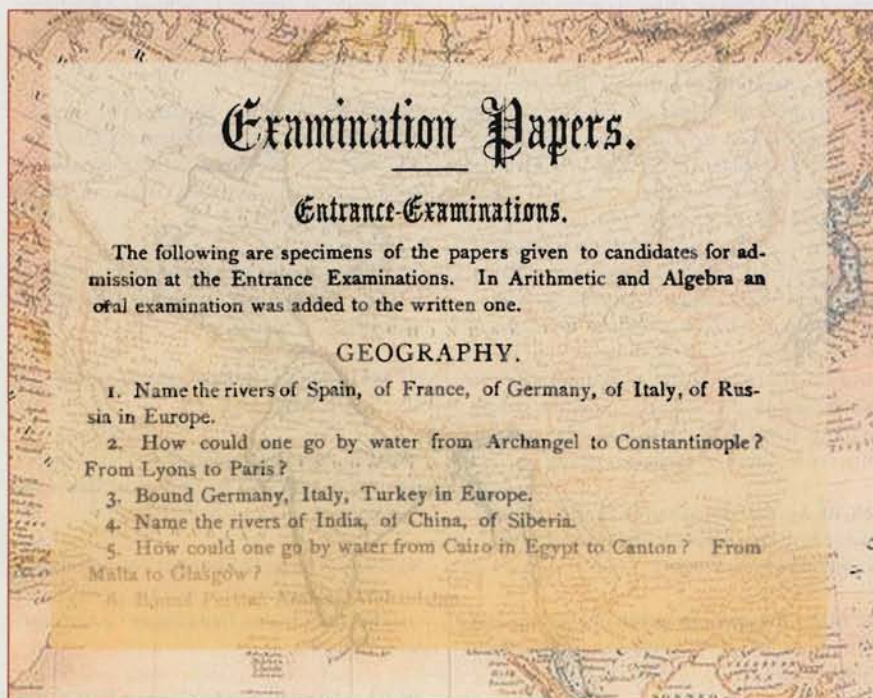 Examination Papers.
Entrance-Examinations.
The following are specimens of the papers given to candidates for ad-
mission at the Entrance Examinations. In Arithmetic and Algebra an
oral examination was added to the written one.
GEOGRAPHY.
1. Name the rivers of Spain, of France, of Germany, of Italy, of Rus-
sia in Europe.
2. How could one go by water from Archangel to Constantinople?
From Lyons to Paris?
3. Bound Germany, Italy, Turkey in Europe.
4. Name the rivers of India, of China, of Siberia.
5. How could one go by water from Cairo in Egypt to Canton? From
Malta to Glasgow?
6. Bound Persia, Afghanistan.